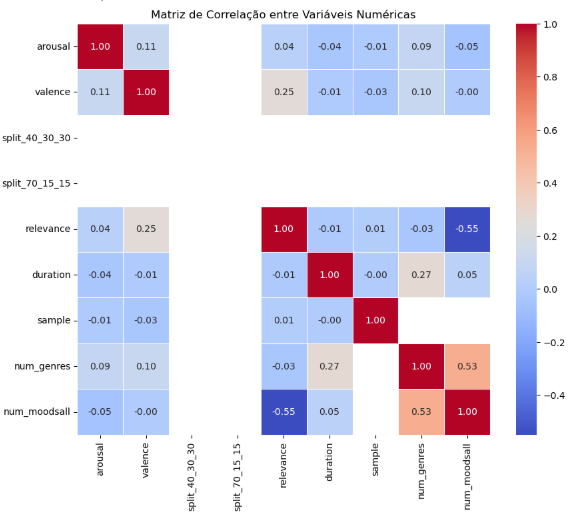 Matriz de Correlação entre Variáveis Numéricas
arousal
valence
split_40_30_30
split_70_15_15
relevance
duration
sample
num_genres
num_moodsall
1.00 0.11 0.04 -0.04 -0.01 0.09 -0.05
0.11 1.00 0.25 -0.01 -0.03 0.10 -0.00
0.04 0.25 1.00 -0.01 0.01 -0.03 -0.55
-0.04 -0.01 -0.01 1.00 -0.00 0.27 0.05
-0.01 -0.03 0.01 -0.00 1.00
0.09 0.10 -0.03 0.27 1.00 0.53
-0.05 -0.00 -0.55 0.05 0.53 1.00
arousal
valence
split_40_30_30
split_70_15_15
relevance
duration
sample
num_genres
num_moodsall
1.0
0.8
0.6
0.4
0.2
0.0
-0.2
-0.4